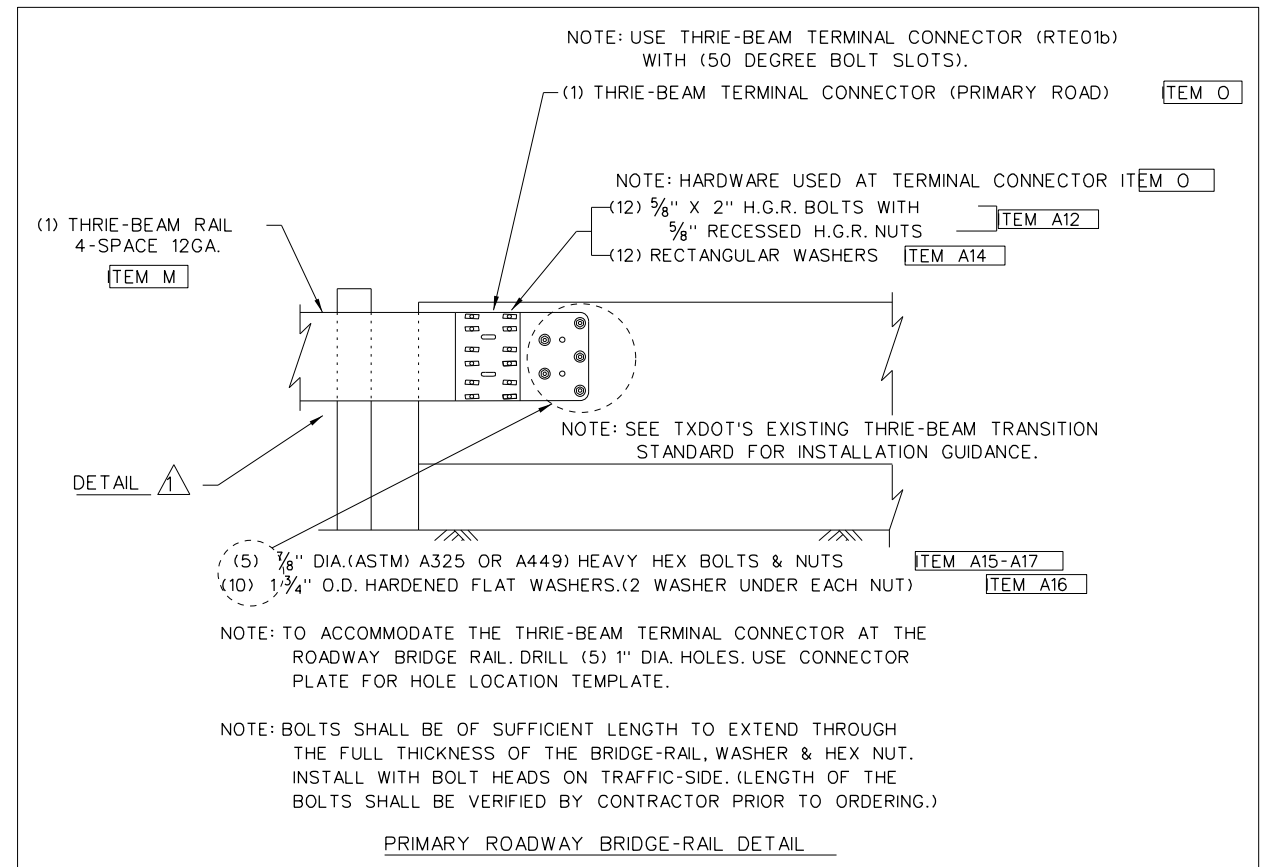 NOTE: USE THRIE-BEAM TERMINAL CONNECTOR (RTE01b)
WITH (50 DEGREE BOLT SLOTS).
(1) THRIE-BEAM TERMINAL CONNECTOR (PRIMARY ROAD) ITEM O
NOTE: HARDWARE USED AT TERMINAL CONNECTOR ITEM O
(12) 5/8" X 2" H.G.R. BOLTS WITH
5/8" RECESSED H.G.R. NUTS
ITEM A12
(12) RECTANGULAR WASHERS ITEM A14
(1) THRIE-BEAM RAIL
4-SPACE 12GA.
ITEM M
NOTE: SEE TXDOT'S EXISTING THRIE-BEAM TRANSITION
STANDARD FOR INSTALLATION GUIDANCE.
DETAIL 1
(5) 7/8" DIA.(ASTM) A325 OR A449) HEAVY HEX BOLTS & NUTS ITEM A15-A17
(10) 1 3/4" O.D. HARDENED FLAT WASHERS.(2 WASHER UNDER EACH NUT) ITEM A16
NOTE: TO ACCOMMODATE THE THRIE-BEAM TERMINAL CONNECTOR AT THE
ROADWAY BRIDGE RAIL. DRILL (5) 1" DIA. HOLES. USE CONNECTOR
PLATE FOR HOLE LOCATION TEMPLATE.
NOTE: BOLTS SHALL BE OF SUFFICIENT LENGTH TO EXTEND THROUGH
THE FULL THICKNESS OF THE BRIDGE-RAIL, WASHER & HEX NUT.
INSTALL WITH BOLT HEADS ON TRAFFIC-SIDE. (LENGTH OF THE
BOLTS SHALL BE VERIFIED BY CONTRACTOR PRIOR TO ORDERING.)
PRIMARY ROADWAY BRIDGE-RAIL DETAIL